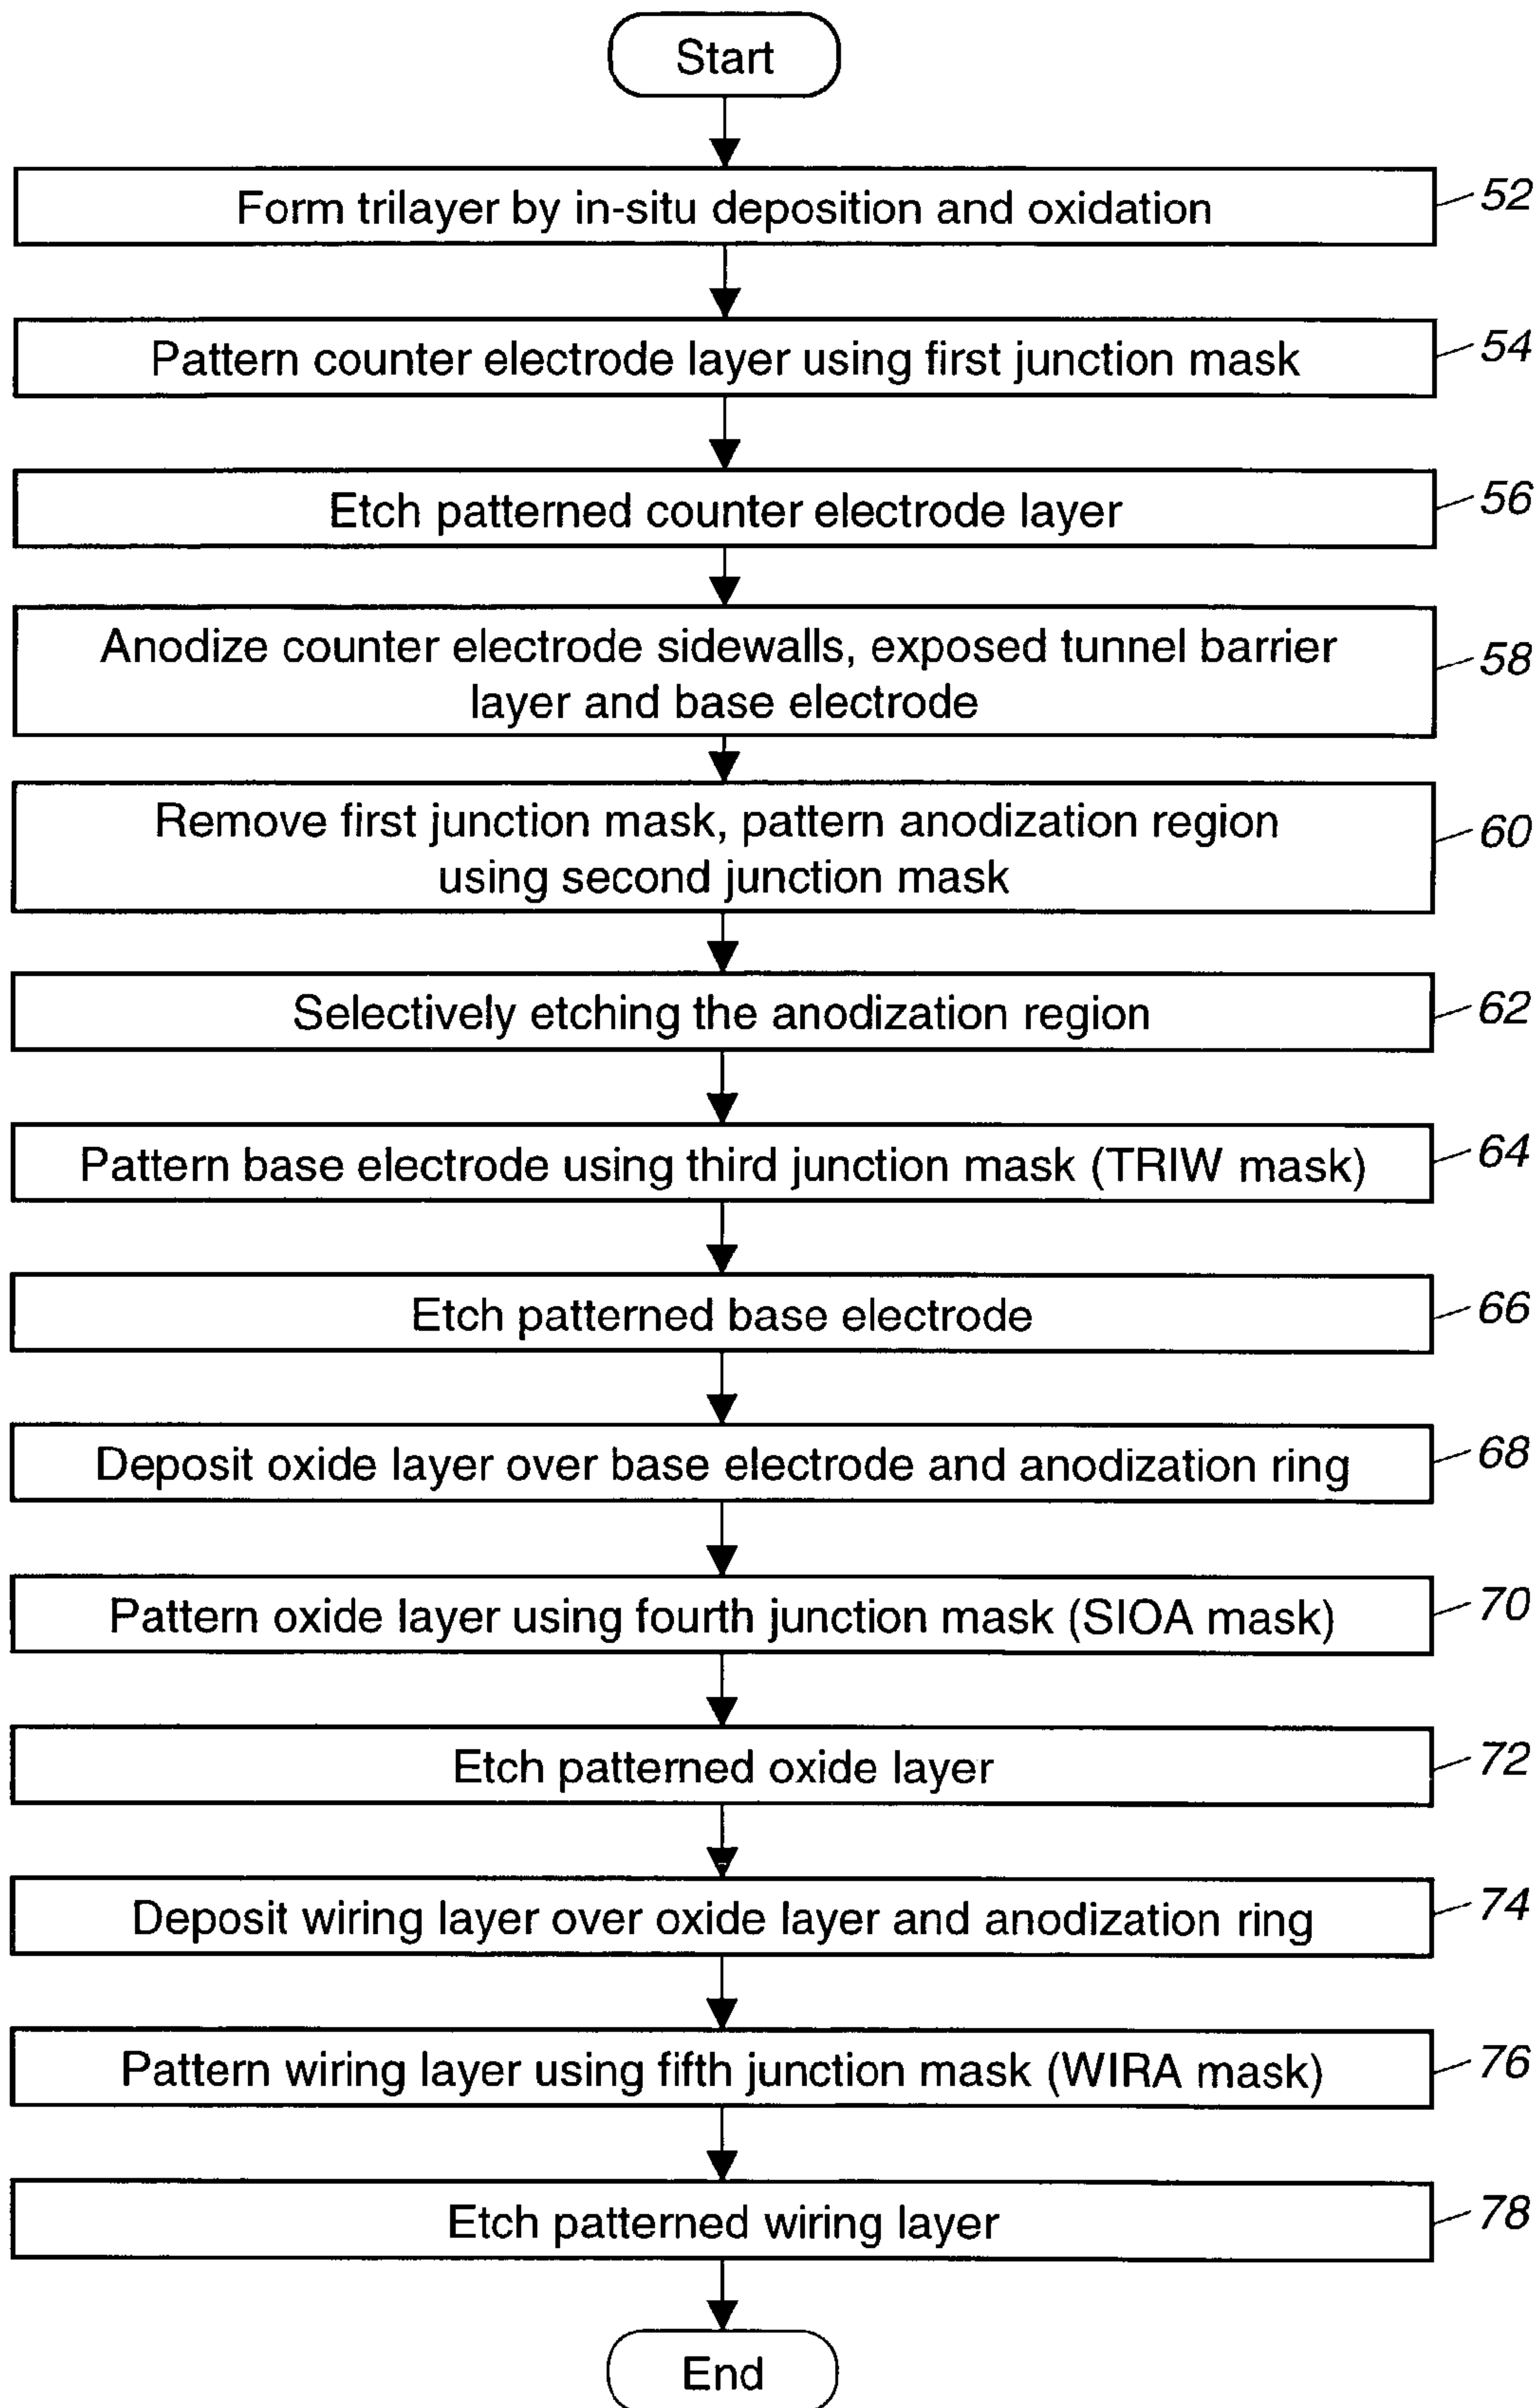 Start
Form trilayer by in-situ deposition and oxidation
52
Pattern counter electrode layer using first junction mask
54
Etch patterned counter electrode layer
56
Anodize counter electrode sidewalls, exposed tunnel barrier
layer and base electrode
58
Remove first junction mask, pattern anodization region
using second junction mask
60
Selectively etching the anodization region
62
Pattern base electrode using third junction mask (TRIW mask)
64
Etch patterned base electrode
66
Deposit oxide layer over base electrode and anodization ring
68
Pattern oxide layer using fourth junction mask (SIOA mask)
70
Etch patterned oxide layer
72
Deposit wiring layer over oxide layer and anodization ring
74
Pattern wiring layer using fifth junction mask (WIRA mask)
76
Etch patterned wiring layer
78
End